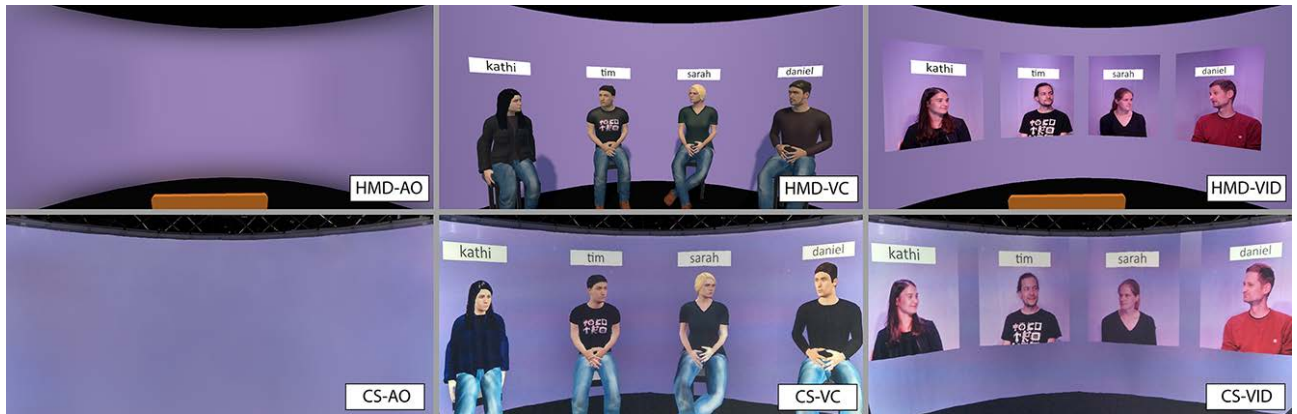 kathi
tim
sarah
daniel
kathi
tim
sarah
daniel
HMD-AO
HMD-VC
HMD-VID
kathi
tim
sarah
daniel
kathi
tim
sarah
daniel
CS-AO
CS-VC
CS-VID